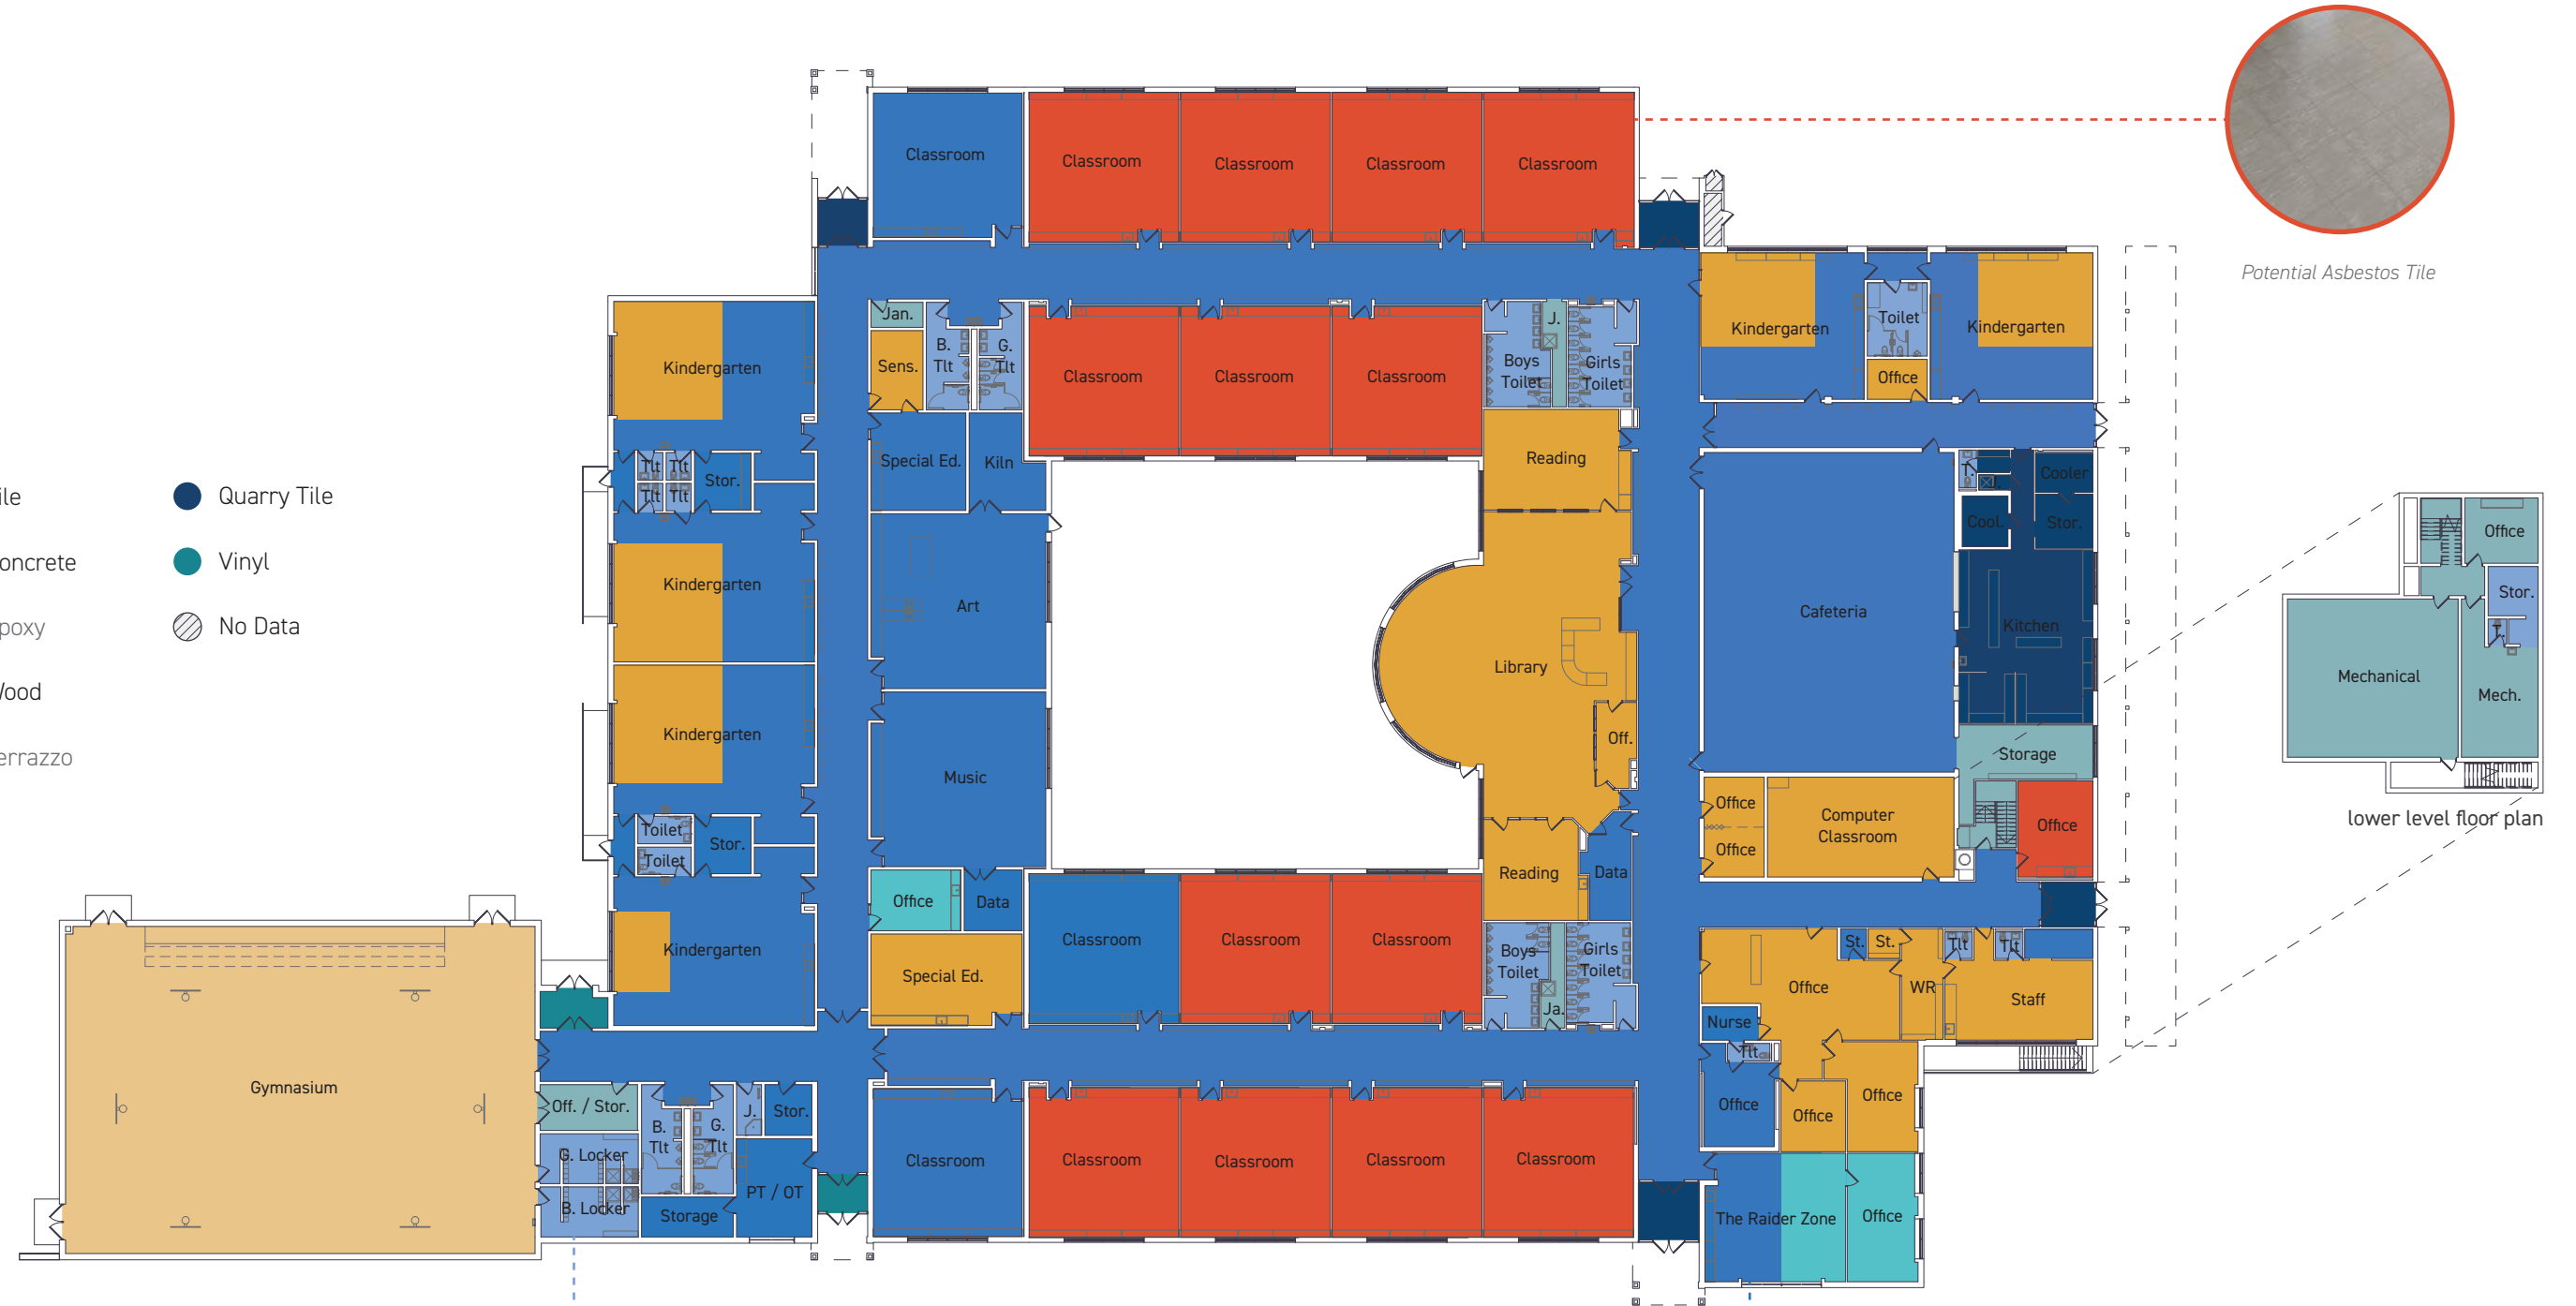 Classroom
Classroom
Classroom
Classroom
Classroom
Potential Asbestos Tile
Jan.
Sens.
B.
Tlt
G.
Tlt
Classroom
Classroom
Classroom
Boys
Toilet
J.
Girls
Toilet
Kindergarten
Toilet
Office
Kindergarten
Kindergarten
Special Ed.
Kiln
Reading
Tlt
Tlt
Tlt
Tlt
Stor.
T.
Cooler
Cool.
Stor.
ile
Quarry Tile
oncrete
Vinyl
poxy
No Data
Wood
errazzo
Kindergarten
Art
Library
Cafeteria
Kitchen
Office
Stor.
T.
Mechanical
Mech.
lower level floor plan
Kindergarten
Music
Off.
Storage
Office
Office
Computer
Classroom
Office
Toilet
Toilet
Stor.
Reading
Data
Office
Data
Kindergarten
Special Ed.
Classroom
Classroom
Classroom
Boys
Toilet
Ja.
Girls
Toilet
Office
St.
St.
WR
Tlt
Tlt
Staff
Nurse
Tlt
Office
Office
Office
Gymnasium
Off. / Stor.
G. Locker
B. Locker
B.
Tlt
G.
Tlt
J.
Stor.
Storage
PT / OT
Classroom
Classroom
Classroom
Classroom
Classroom
The Raider Zone
Office